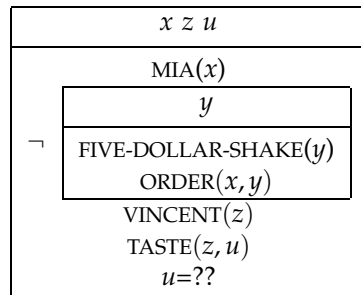 x z u
MIA(x)
y
¬ FIVE-DOLLAR-SHAKE(y)
ORDER(x, y)
VINCENT(z)
TASTE(z, u)
u=??